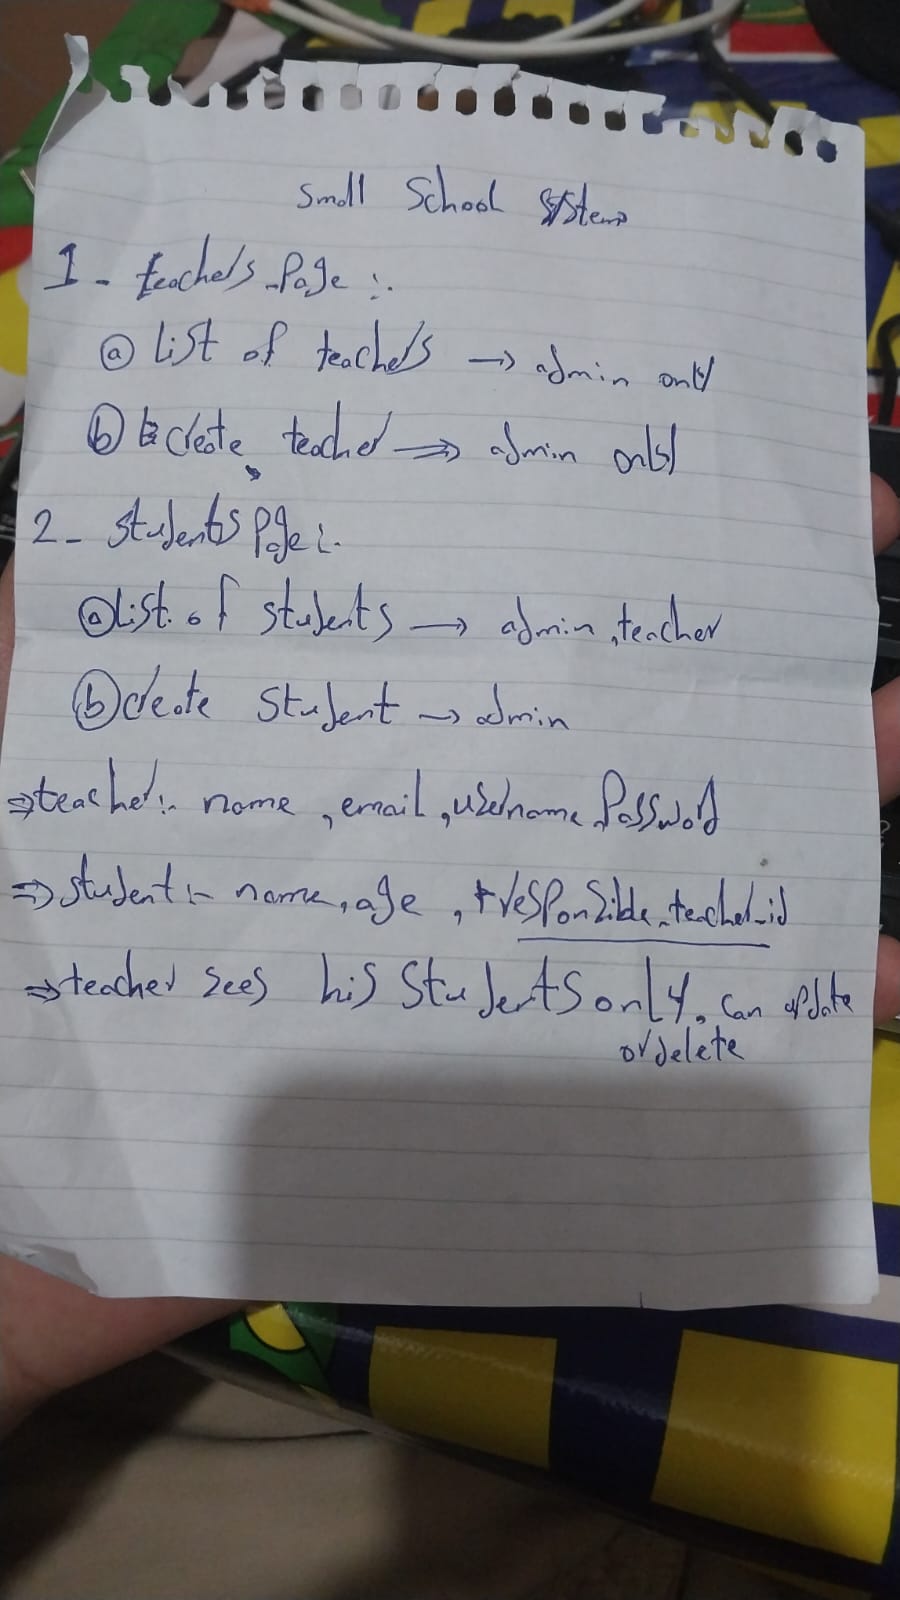 Small School System
1- teachers Page :.
ⓐ list of teachers → admin only
ⓑ create teacher ⇒ admin only
2- students Page :.
ⓐ list of students → admin, teacher
ⓑ create student → admin
⇒ teacher :- name, email, username, Password
⇒ student :- name, age, responsible_teacher_id
⇒ teacher sees his students only, can update
or delete